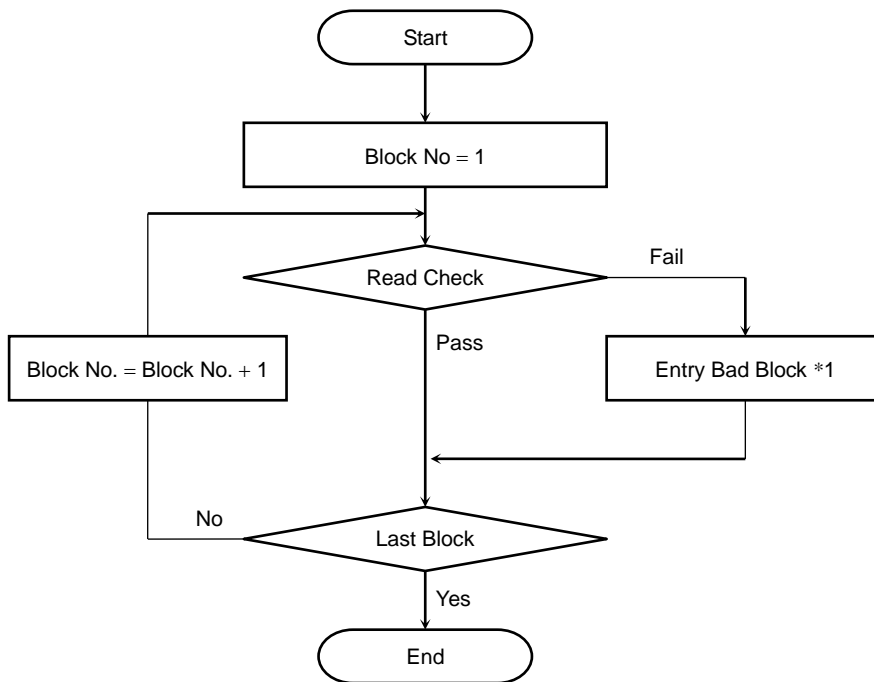 Start
Block No = 1
Read Check
Fail
Pass
Block No. = Block No. + 1
Entry Bad Block *1
No
Last Block
Yes
End